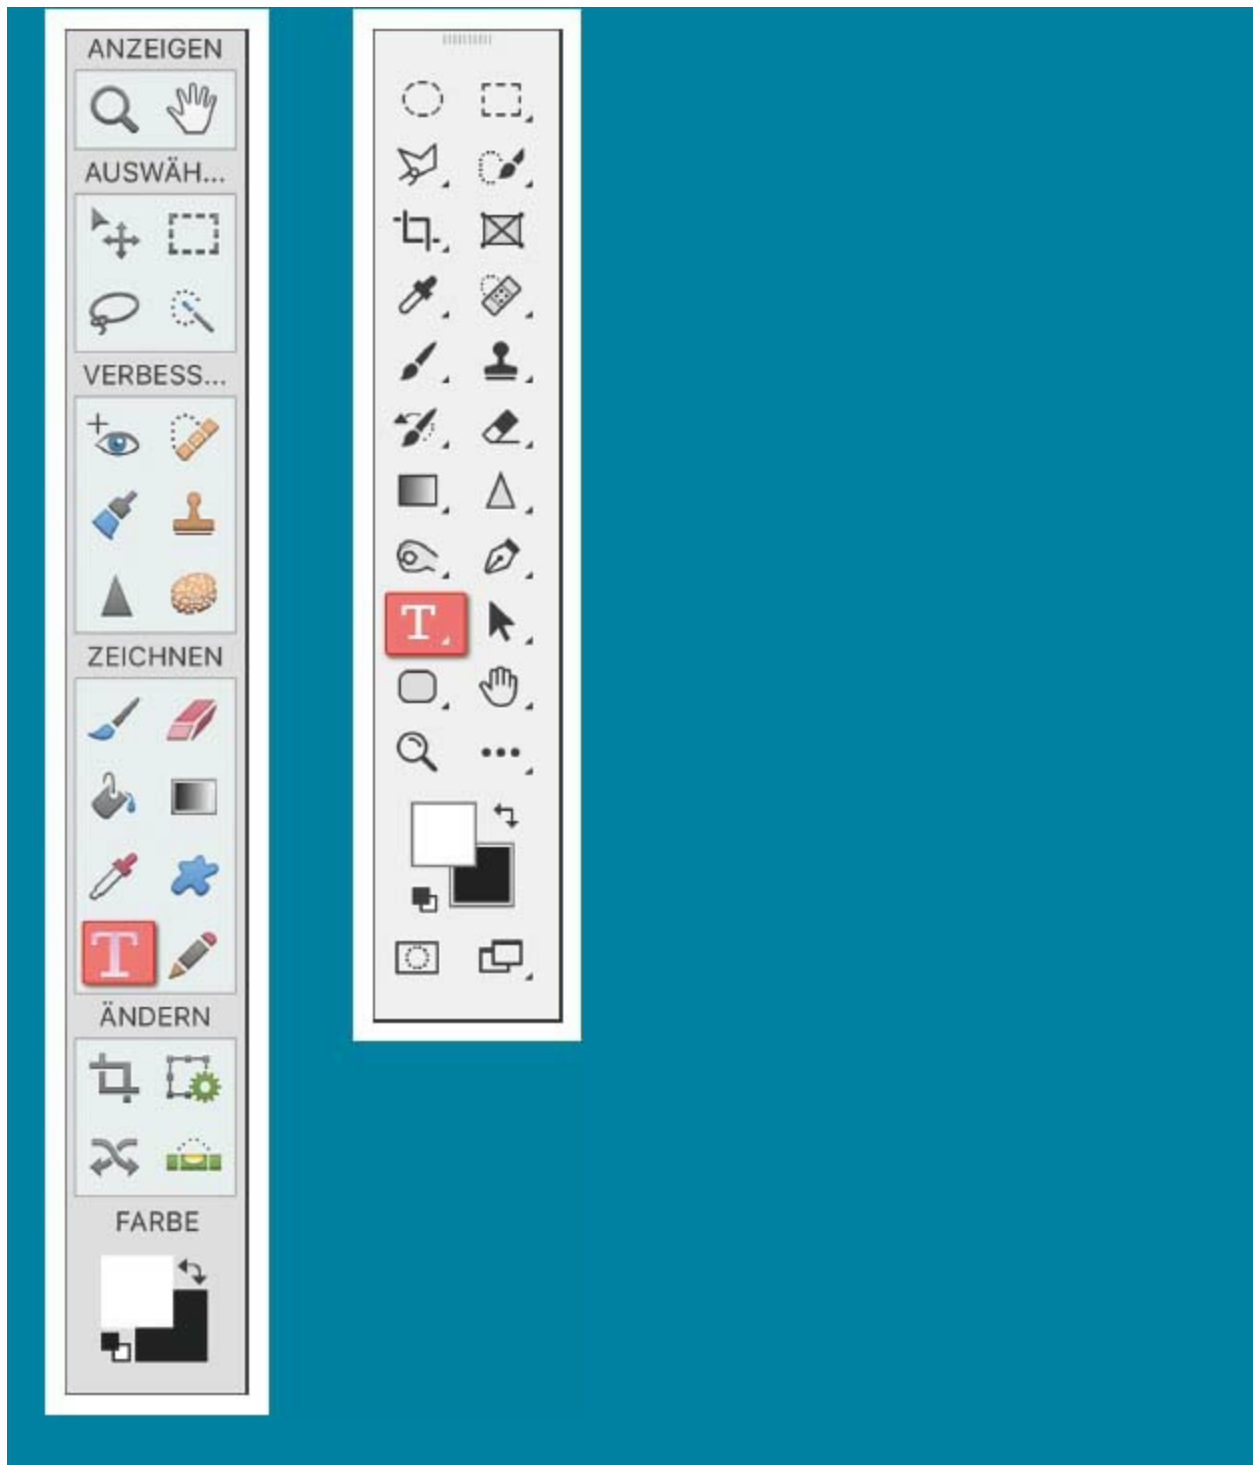 ANZEIGEN
AUSWÄH...
VERBESS...
ZEICHNEN
T
ÄNDERN
FARBE
T